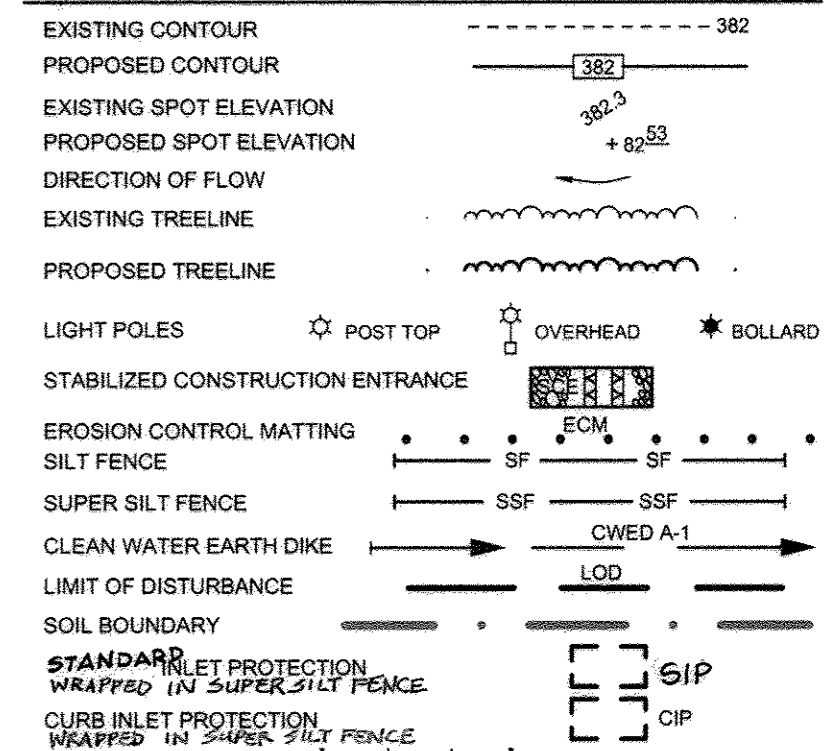 EXISTING CONTOUR 382
PROPOSED CONTOUR 382
EXISTING SPOT ELEVATION 382.3
PROPOSED SPOT ELEVATION + 82 53
DIRECTION OF FLOW
EXISTING TREELINE
PROPOSED TREELINE
LIGHT POLES POST TOP OVERHEAD BOLLARD
STABILIZED CONSTRUCTION ENTRANCE SCE
EROSION CONTROL MATTING ECM
SILT FENCE SF SF
SUPER SILT FENCE SSF SSF
CLEAN WATER EARTH DIKE CWED A-1
LIMIT OF DISTURBANCE LOD
SOIL BOUNDARY
STANDARD INLET PROTECTION SIP
WRAPPED IN SUPER SILT FENCE
CURB INLET PROTECTION CIP
WRAPPED IN SUPER SILT FENCE